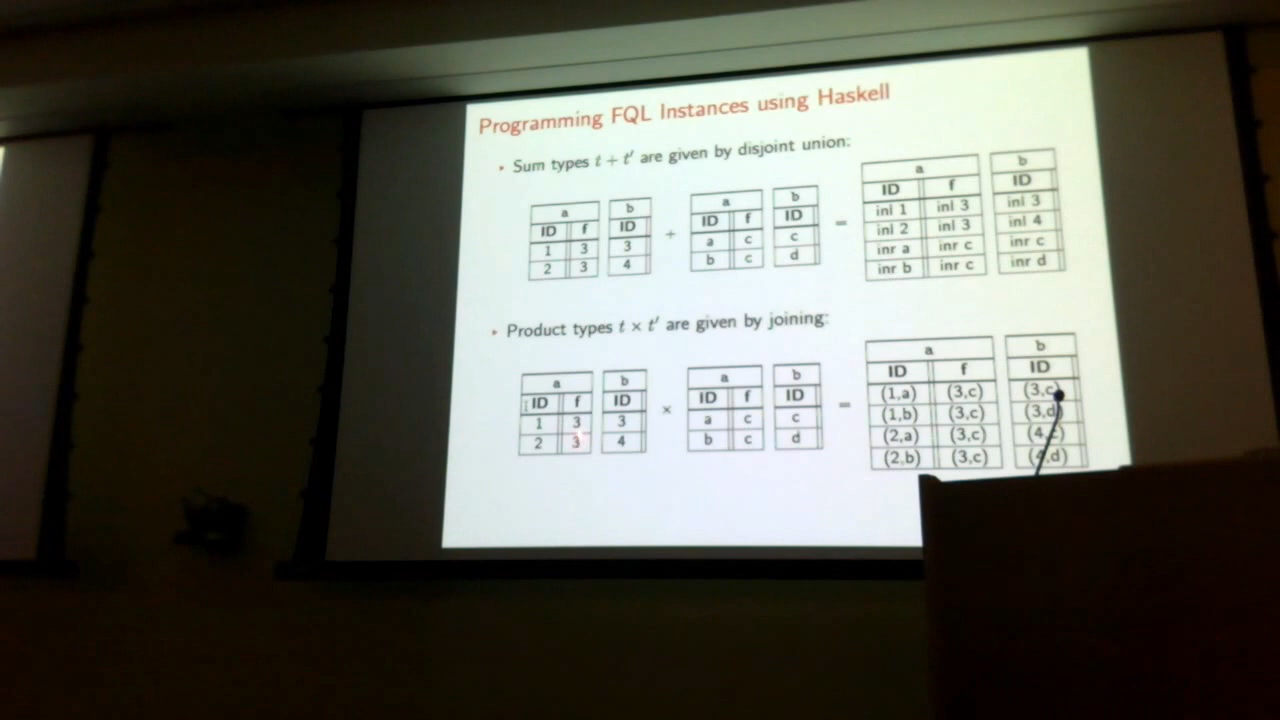 Programming FQL Instances using Haskell
Sum types t + t′ are given by disjoint union:
a b a b a b
ID f ID + ID f ID = ID f ID
1 3 3 a c c inl 1 inl 3 inl 3
2 3 4 b c d inl 2 inl 3 inl 4
inr a inr c inr c
inr b inr c inr d
Product types t × t′ are given by joining:
a b a b a b
ID f ID × ID f ID = ID f ID
1 3 3 a c c (1,a) (3,c) (3,c)
2 3 4 b c d (1,b) (3,c) (3,d)
(2,a) (3,c) (4,c)
(2,b) (3,c) (4,d)